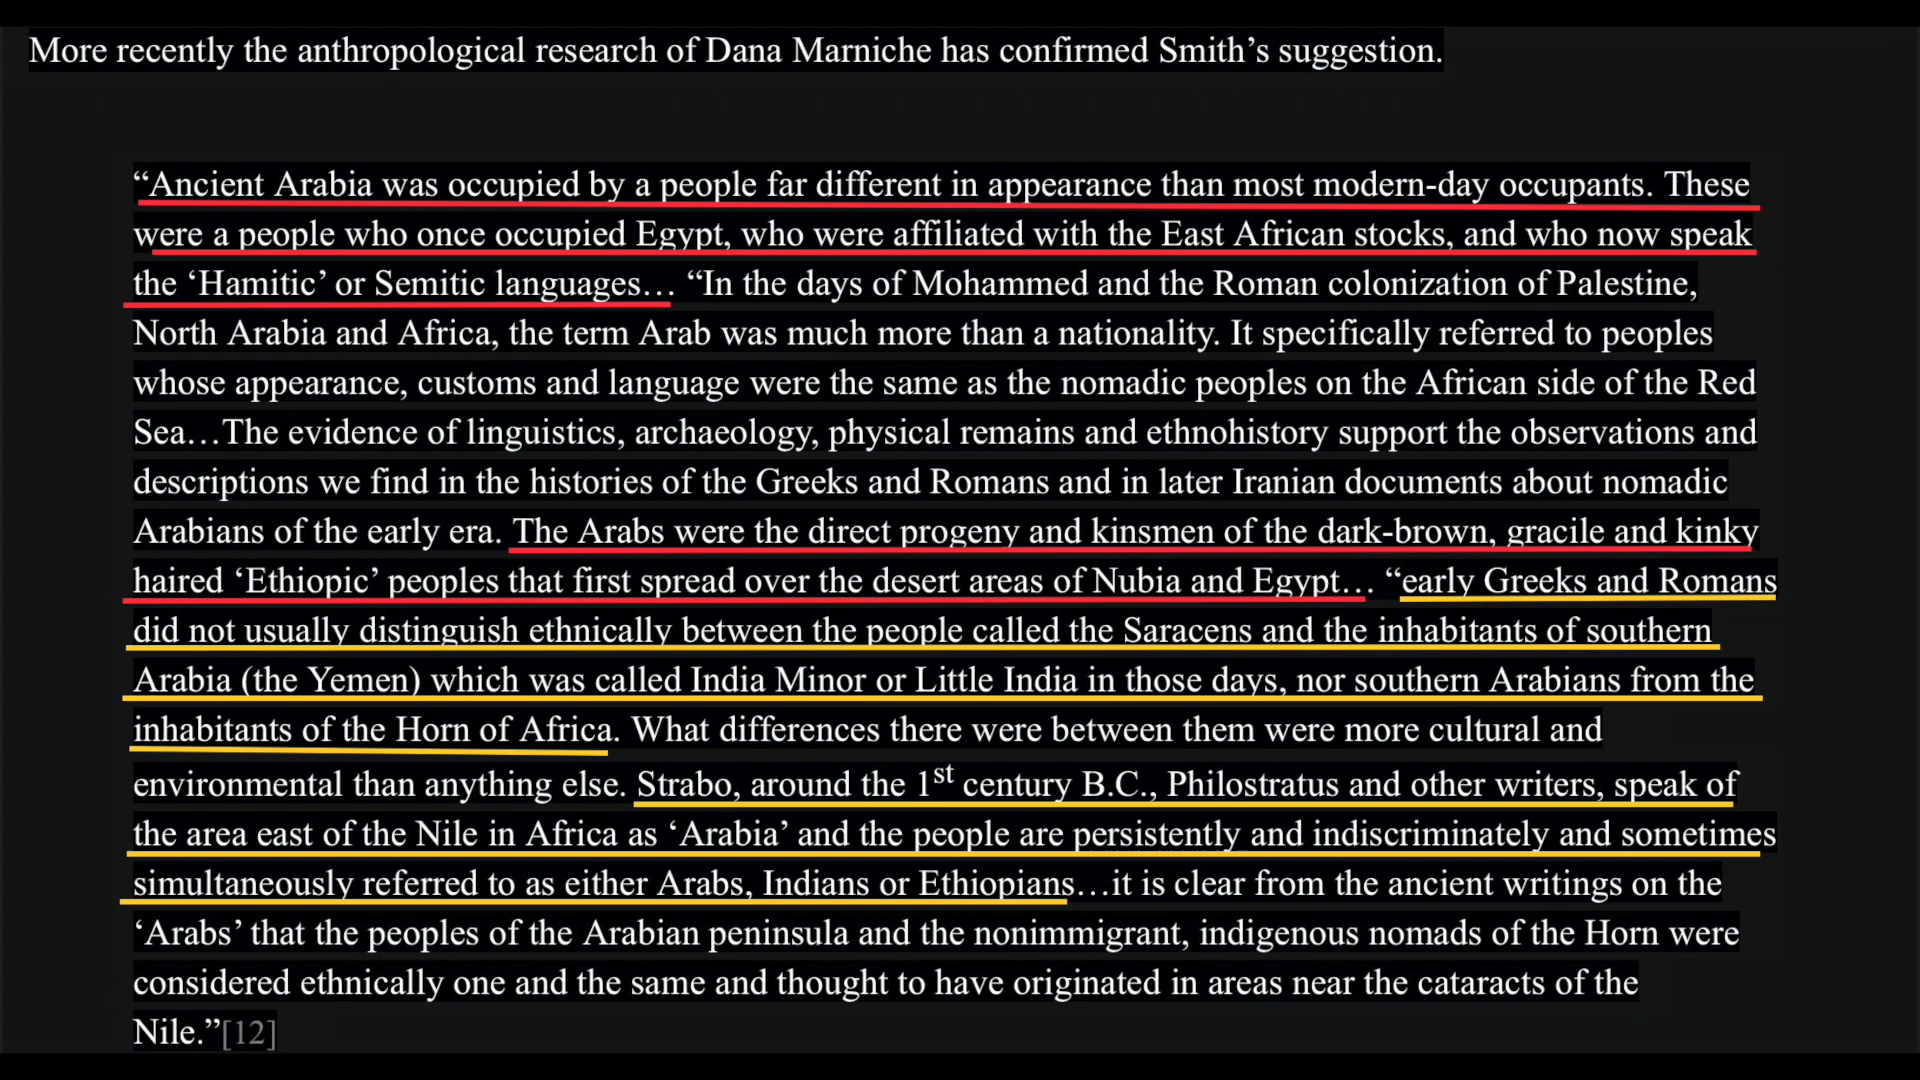 More recently the anthropological research of Dana Marniche has confirmed Smith’s suggestion.
“Ancient Arabia was occupied by a people far different in appearance than most modern-day occupants. These
were a people who once occupied Egypt, who were affiliated with the East African stocks, and who now speak
the ‘Hamitic’ or Semitic languages… “In the days of Mohammed and the Roman colonization of Palestine,
North Arabia and Africa, the term Arab was much more than a nationality. It specifically referred to peoples
whose appearance, customs and language were the same as the nomadic peoples on the African side of the Red
Sea…The evidence of linguistics, archaeology, physical remains and ethnohistory support the observations and
descriptions we find in the histories of the Greeks and Romans and in later Iranian documents about nomadic
Arabians of the early era. The Arabs were the direct progeny and kinsmen of the dark-brown, gracile and kinky
haired ‘Ethiopic’ peoples that first spread over the desert areas of Nubia and Egypt… “early Greeks and Romans
did not usually distinguish ethnically between the people called the Saracens and the inhabitants of southern
Arabia (the Yemen) which was called India Minor or Little India in those days, nor southern Arabians from the
inhabitants of the Horn of Africa. What differences there were between them were more cultural and
environmental than anything else. Strabo, around the 1st century B.C., Philostratus and other writers, speak of
the area east of the Nile in Africa as ‘Arabia’ and the people are persistently and indiscriminately and sometimes
simultaneously referred to as either Arabs, Indians or Ethiopians…it is clear from the ancient writings on the
‘Arabs’ that the peoples of the Arabian peninsula and the nonimmigrant, indigenous nomads of the Horn were
considered ethnically one and the same and thought to have originated in areas near the cataracts of the
Nile.”[12]